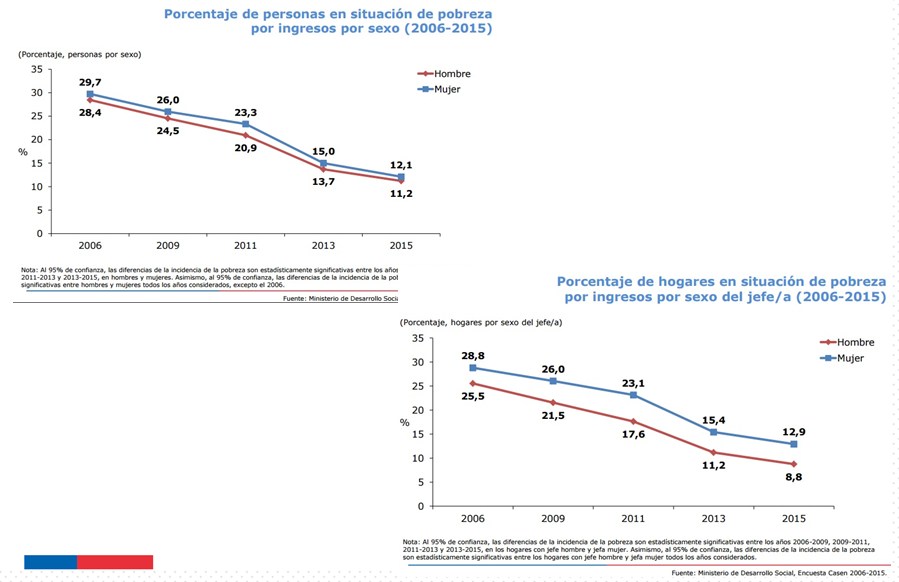 Porcentaje de personas en situación de pobreza
por ingresos por sexo (2006-2015)
(Porcentaje, personas por sexo)
35
30
25
20
15
10
5
0
%
29,7
26,0
23,3
15,0
12,1
28,4
24,5
20,9
13,7
11,2
Hombre
Mujer
2006 2009 2011 2013 2015
Nota: Al 95% de confianza, las diferencias de la incidencia de la pobreza son estadísticamente significativas entre los años
2011-2013 y 2013-2015, en hombres y mujeres. Asimismo, al 95% de confianza, las diferencias de la incidencia de la
significativas entre hombres y mujeres todos los años considerados, excepto el 2006.
Fuente: Ministerio de Desarrollo
Porcentaje de hogares en situación de pobreza
por ingresos por sexo del jefe/a (2006-2015)
(Porcentaje, hogares por sexo del jefe/a)
35
30
25
20
15
10
5
0
%
28,8
26,0
23,1
15,4
12,9
25,5
21,5
17,6
11,2
8,8
Hombre
Mujer
2006 2009 2011 2013 2015
Nota: Al 95% de confianza, las diferencias de la incidencia de la pobreza son estadísticamente significativas entre los años 2006-2009, 2009-2011,
2011-2013 y 2013-2015, en los hogares con jefe hombre y jefa mujer. Asimismo, al 95% de confianza, las diferencias de la incidencia de la pobreza
son estadísticamente significativas entre los hogares con jefe hombre y jefa mujer todos los años considerados.
Fuente: Ministerio de Desarrollo Social, Encuesta Casen 2006-2015.